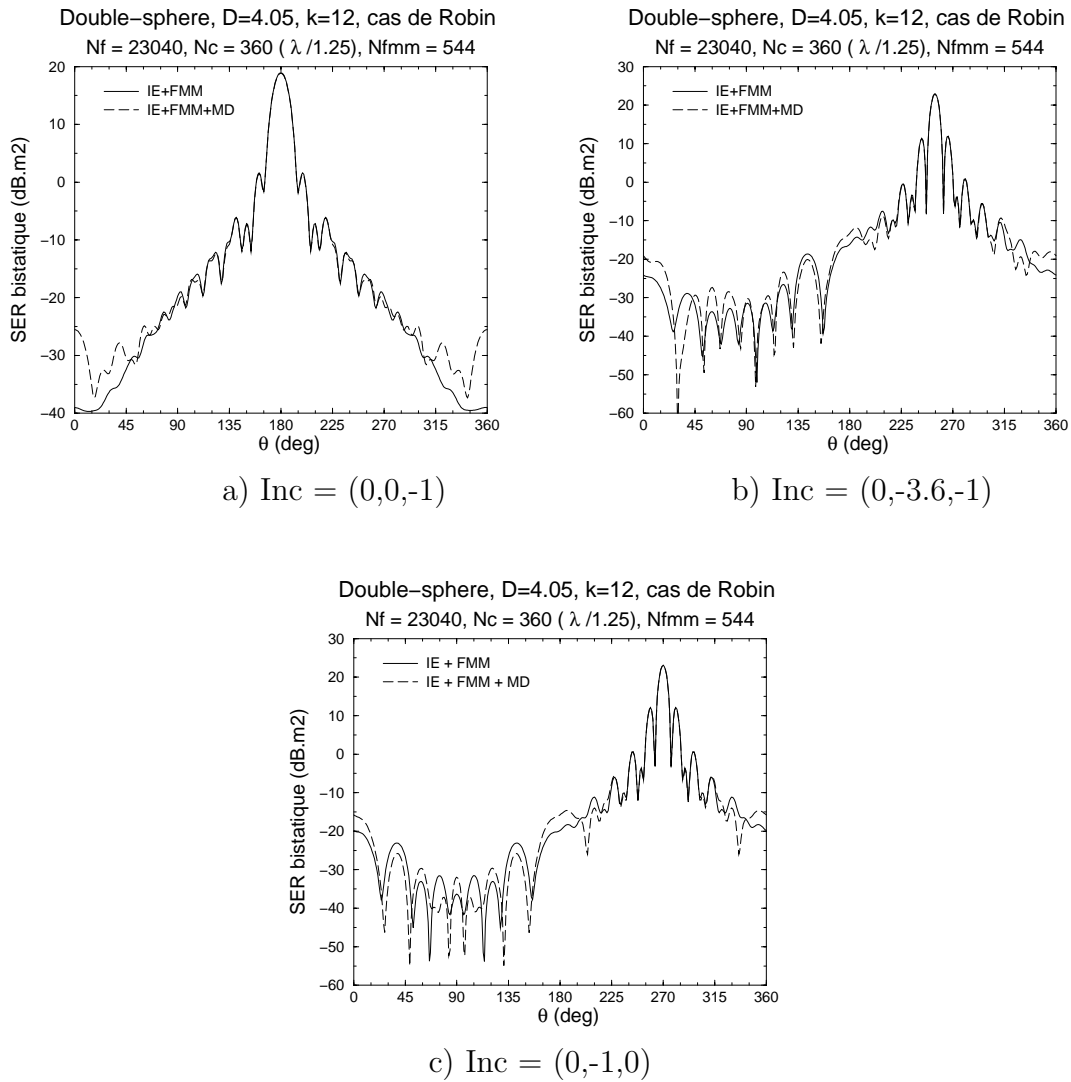 Double−sphere, D=4.05, k=12, cas de Robin
Nf = 23040, Nc = 360 ( λ /1.25), Nfmm = 544
IE+FMM
IE+FMM+MD
SER bistatique (dB.m2)
20
10
0
−10
−20
−30
−40
0 45 90 135 180 225 270 315 360
θ (deg)
a) Inc = (0,0,-1)
Double−sphere, D=4.05, k=12, cas de Robin
Nf = 23040, Nc = 360 ( λ /1.25), Nfmm = 544
IE+FMM
IE+FMM+MD
SER bistatique (dB.m2)
30
20
10
0
−10
−20
−30
−40
−50
−60
0 45 90 135 180 225 270 315 360
θ (deg)
b) Inc = (0,-3.6,-1)
Double−sphere, D=4.05, k=12, cas de Robin
Nf = 23040, Nc = 360 ( λ /1.25), Nfmm = 544
IE + FMM
IE + FMM + MD
SER bistatique (dB.m2)
30
20
10
0
−10
−20
−30
−40
−50
−60
0 45 90 135 180 225 270 315 360
θ (deg)
c) Inc = (0,-1,0)